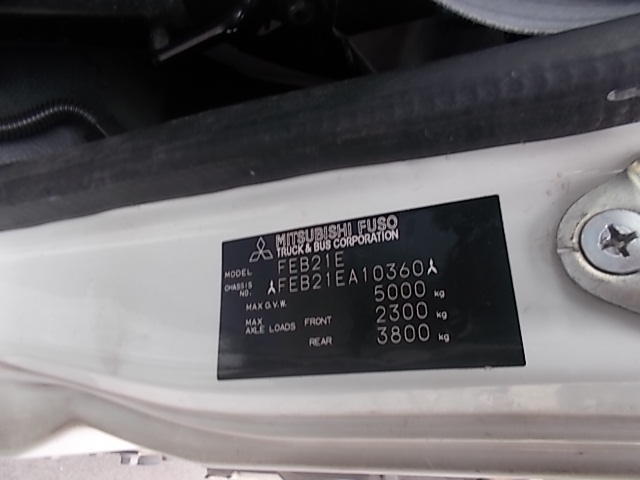 MITSUBISHI FUSO
TRUCK & BUS CORPORATION
MODEL FEB21E
CHASSIS NO. FEB21EA10360
MAX G.V.W. 5000 kg
MAX AXLE LOADS FRONT 2300 kg
REAR 3800 kg